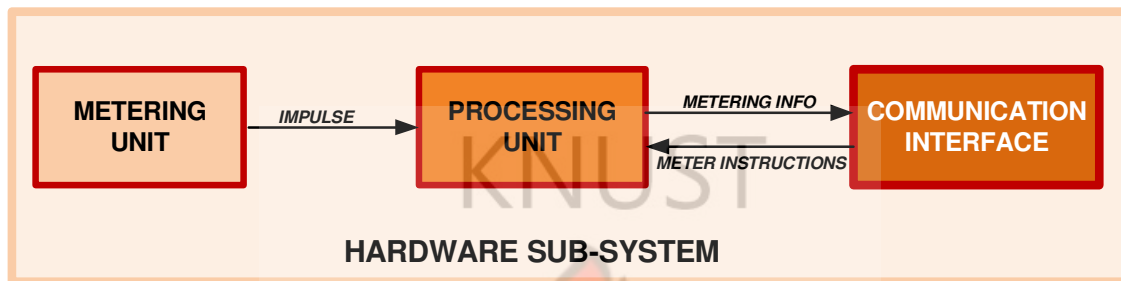 METERING
UNIT
IMPULSE
PROCESSING
UNIT
METERING INFO
METER INSTRUCTIONS
COMMUNICATION
INTERFACE
KNUST
HARDWARE SUB-SYSTEM